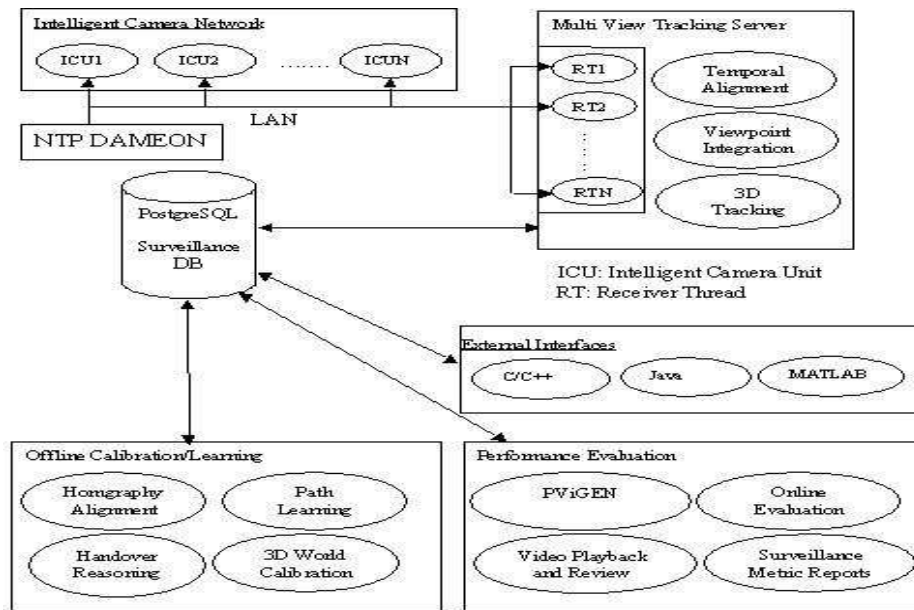 Intelligent Camera Network
ICU1
ICU2
........
ICUN
LAN
NTP DAMEON
Multi View Tracking Server
RT1
RT2
RTN
Temporal
Alignment
Viewpoint
Integration
3D
Tracking
PostgreSQL
Surveillance
DB
ICU: Intelligent Camera Unit
RT: Receiver Thread
External Interfaces
C/C++
Java
MATLAB
Offline Calibration/Learning
Homgraphy
Alignment
Path
Learning
Handover
Reasoning
3D World
Calibration
Performance Evaluation
PViGEN
Online
Evaluation
Video Playback
and Review
Surveillance
Metric Reports